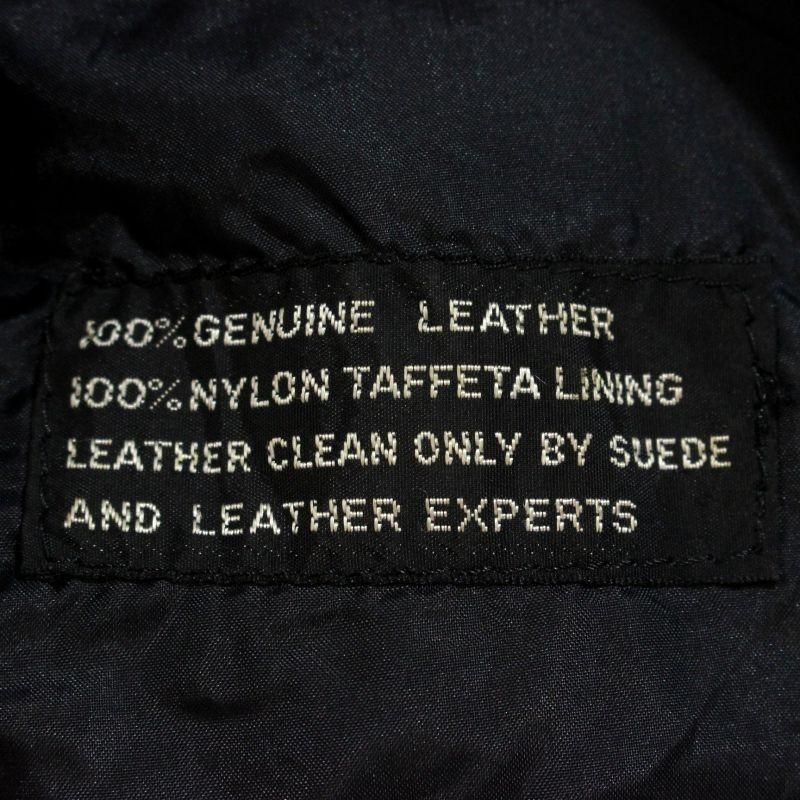 100% GENUINE LEATHER
100% NYLON TAFFETA LINING
LEATHER CLEAN ONLY BY SUEDE
AND LEATHER EXPERTS